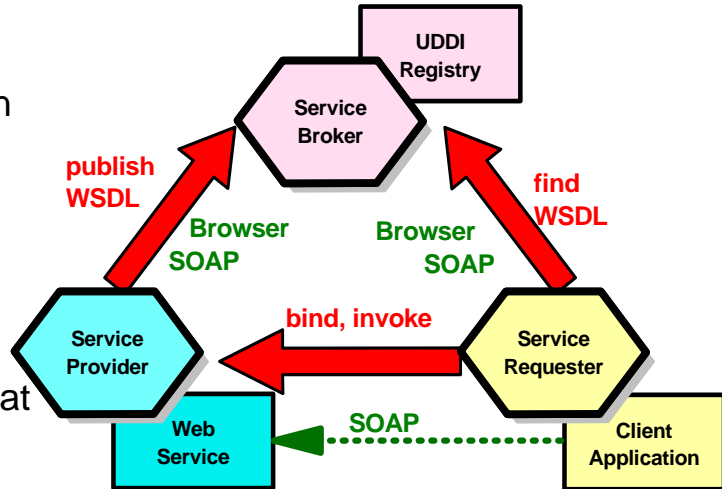 UDDI
Registry
n
Service
Broker
publish
WSDL
find
WSDL
Browser
SOAP
Browser
SOAP
bind, invoke
Service
Provider
Service
Requester
at
Web
Service
SOAP
Client
Application